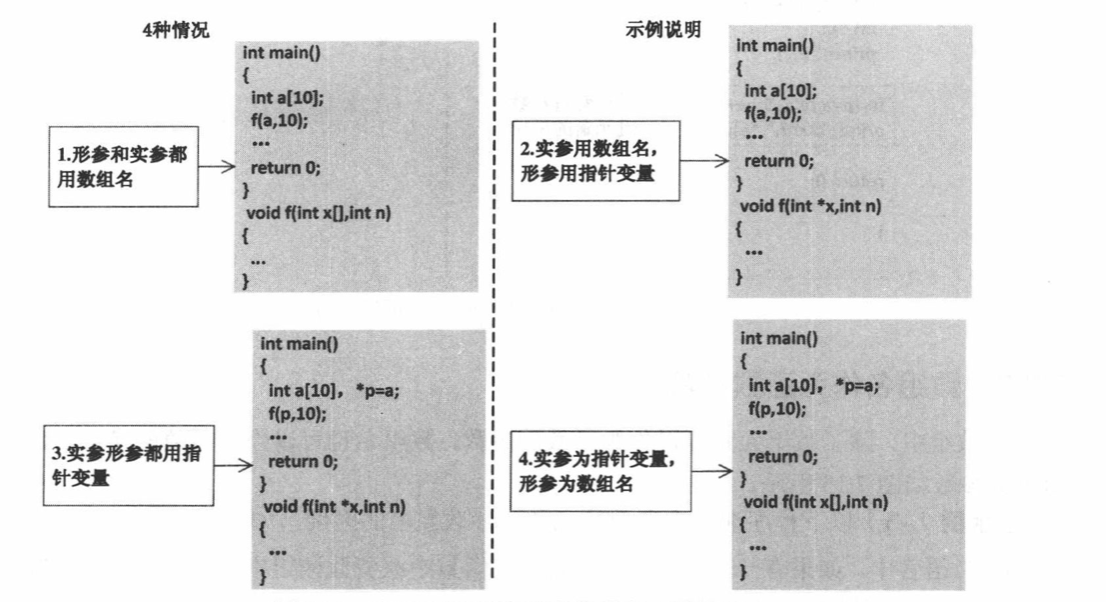 4种情况
示例说明
1.形参和实参都
用数组名
int main()
{
int a[10];
f(a,10);
...
return 0;
}
void f(int x[],int n)
{
...
}
2.实参用数组名，
形参用指针变量
int main()
{
int a[10];
f(a,10);
...
return 0;
}
void f(int *x,int n)
{
...
}
3.实参形参都用指
针变量
int main()
{
int a[10，*p=a;
f(p,10);
...
return 0;
}
void f(int *x,int n)
{
...
}
4.实参为指针变量，
形参为数组名
int main()
{
int a[10]，*p=a;
f(p,10);
...
return 0;
}
void f(int x[],int n)
{
...
}